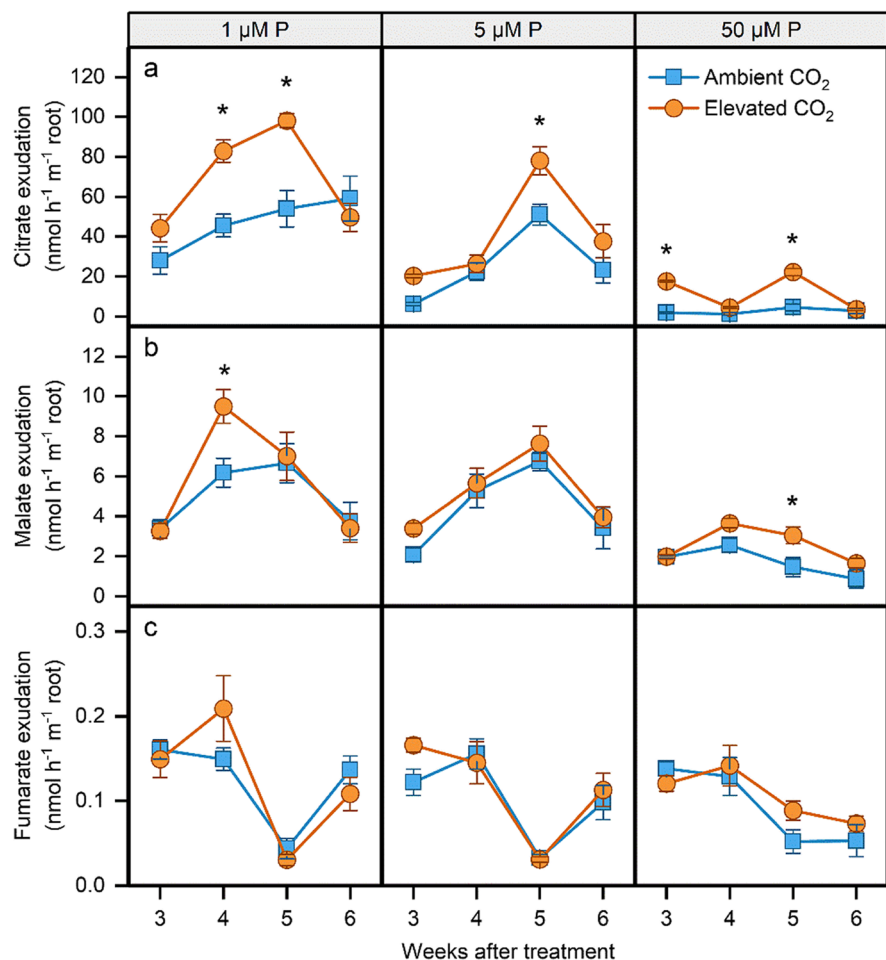 1 µM P 5 µM P 50 µM P
a
Ambient CO₂
Elevated CO₂
Citrate exudation
(nmol h⁻¹ m⁻¹ root)
120
100
80
60
40
20
0
* *
*
* *
b
Malate exudation
(nmol h⁻¹ m⁻¹ root)
12
10
8
6
4
2
0
*
*
c
Fumarate exudation
(nmol h⁻¹ m⁻¹ root)
0.3
0.2
0.1
0.0
3 4 5 6 3 4 5 6 3 4 5 6
Weeks after treatment